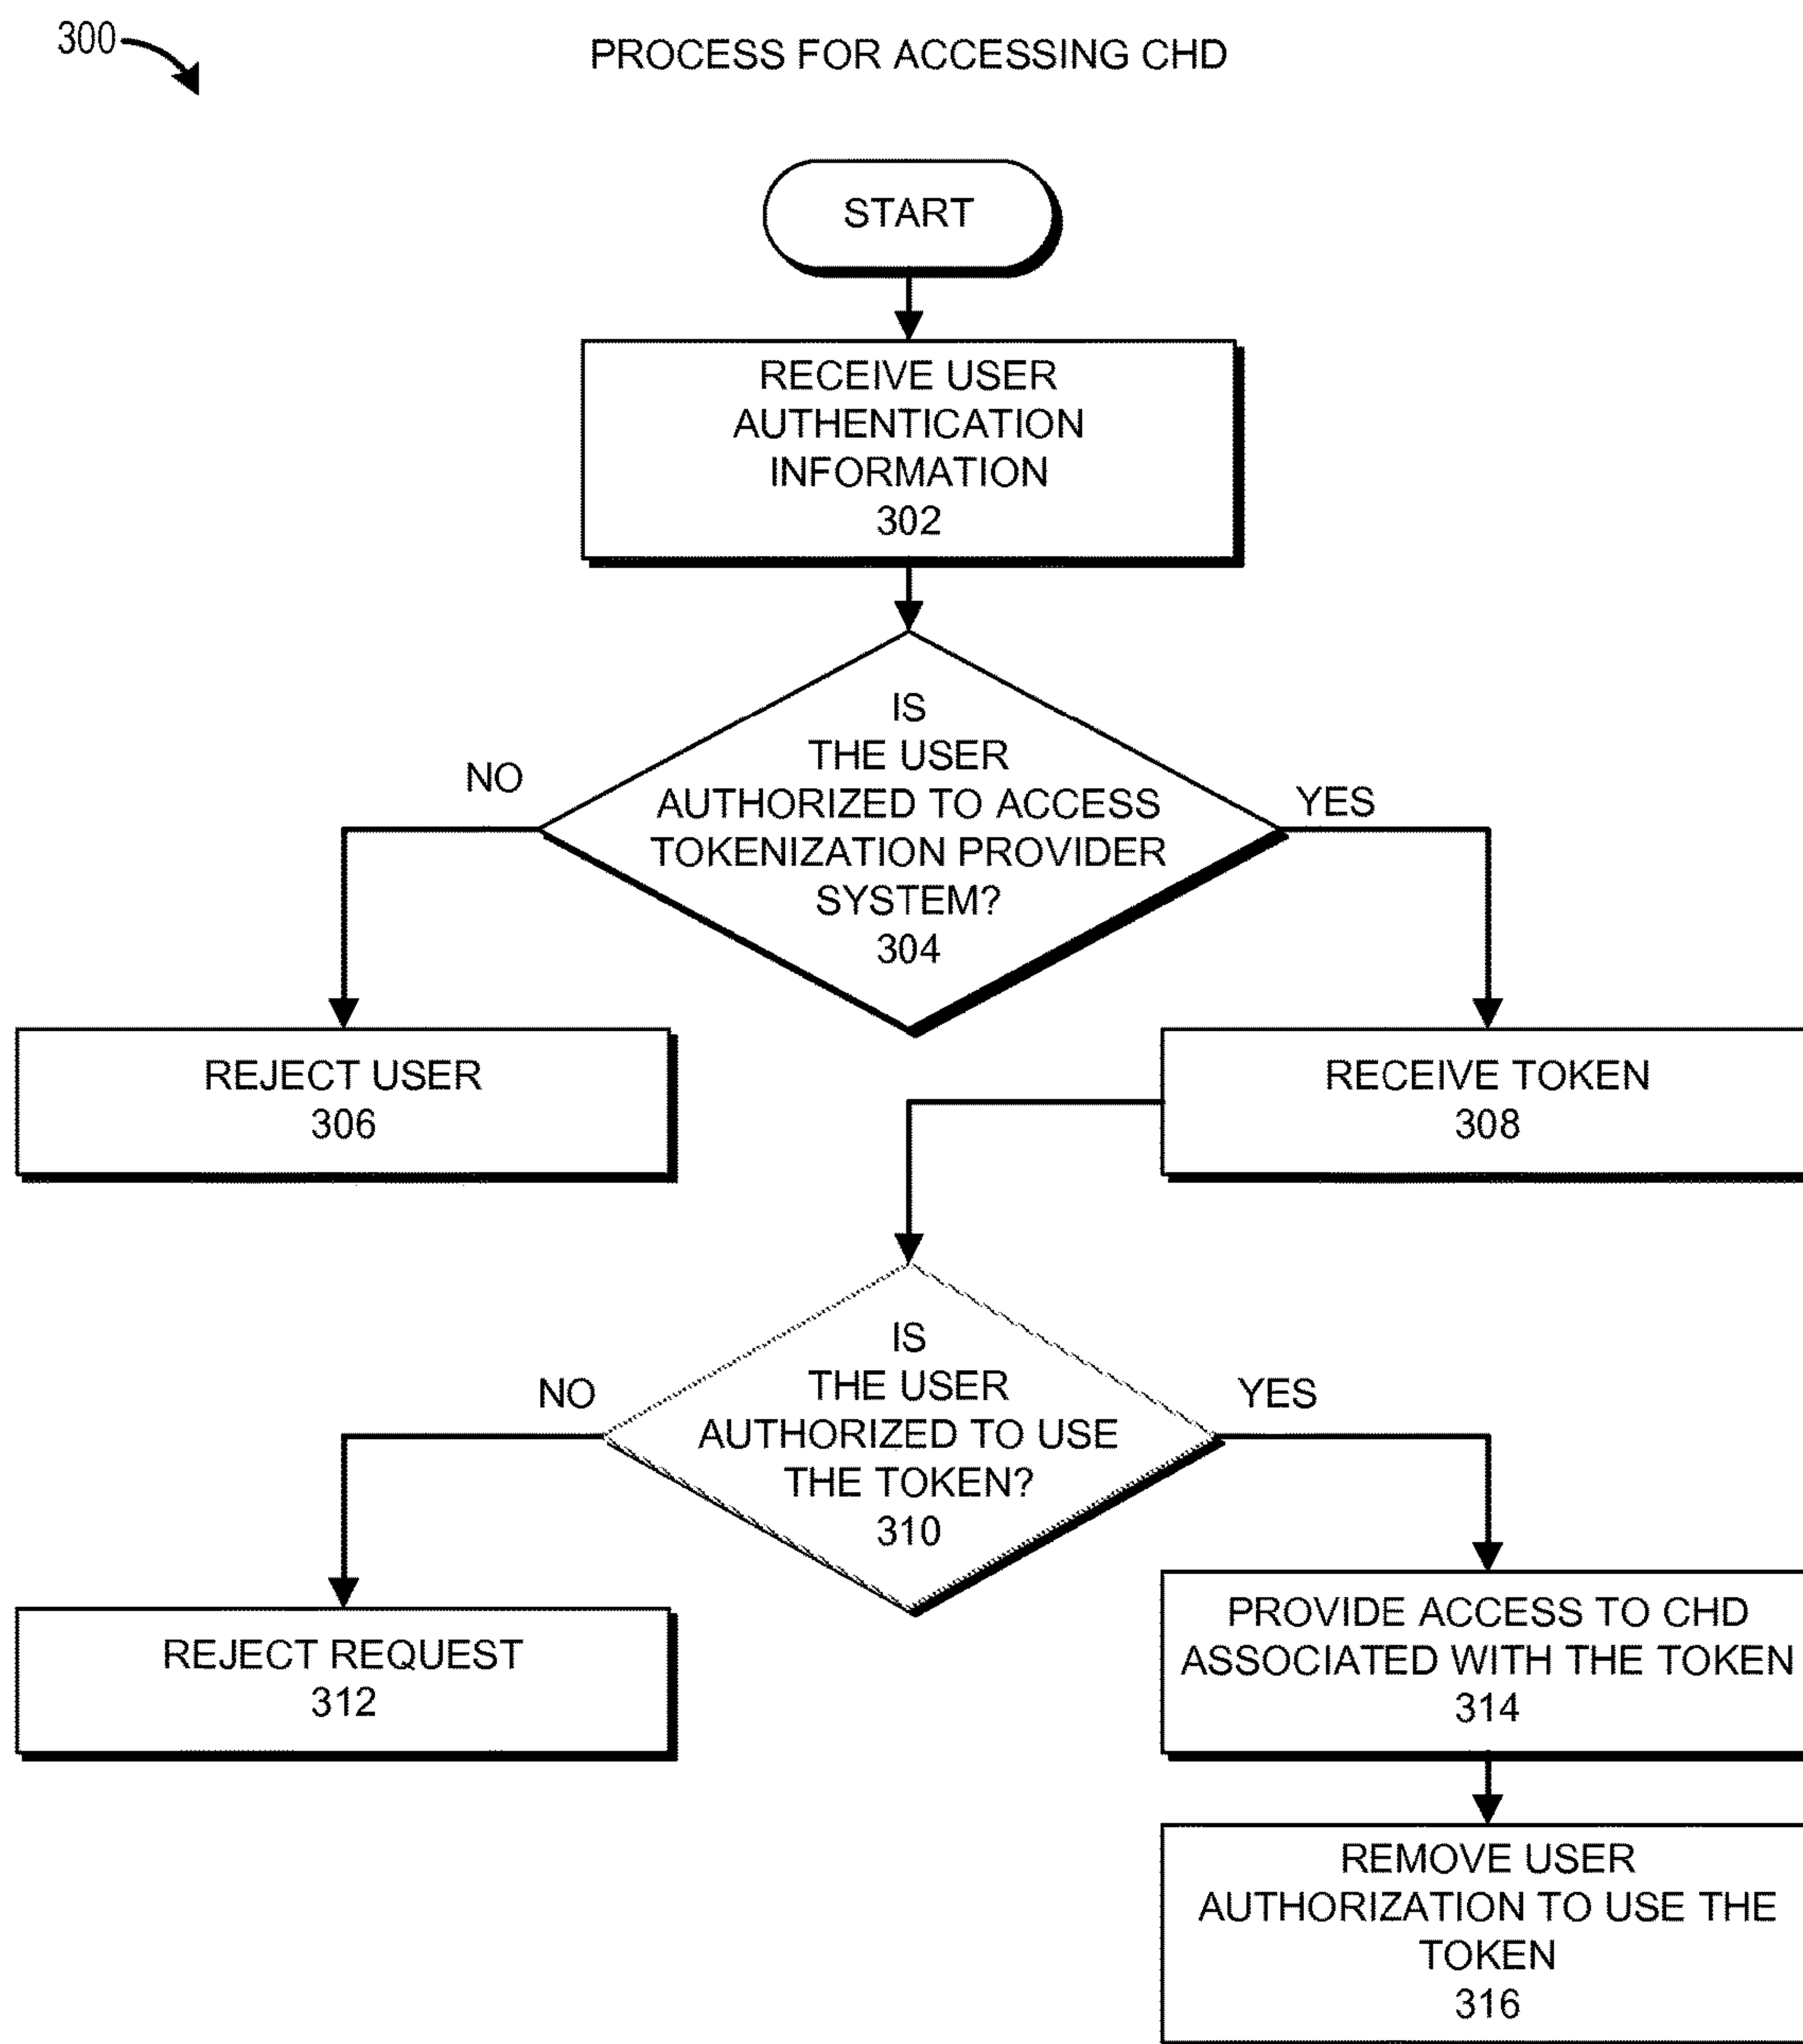 300
PROCESS FOR ACCESSING CHD
START
RECEIVE USER
AUTHENTICATION
INFORMATION
302
IS
THE USER
AUTHORIZED TO ACCESS
TOKENIZATION PROVIDER
SYSTEM?
304
NO
YES
REJECT USER
306
RECEIVE TOKEN
308
IS
THE USER
AUTHORIZED TO USE
THE TOKEN?
310
NO
YES
REJECT REQUEST
312
PROVIDE ACCESS TO CHD
ASSOCIATED WITH THE TOKEN
314
REMOVE USER
AUTHORIZATION TO USE THE
TOKEN
316